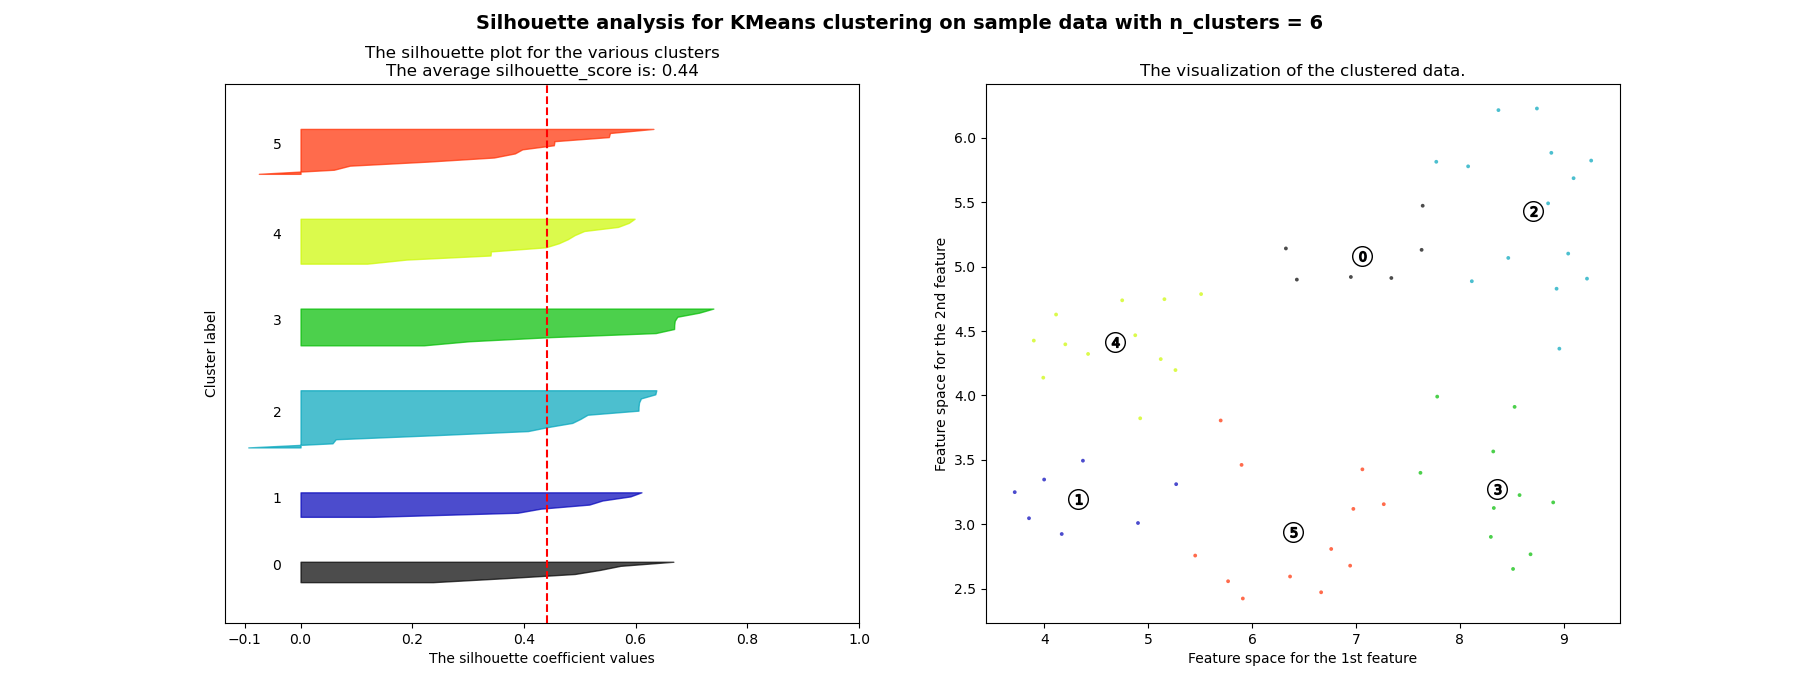 Silhouette analysis for KMeans clustering on sample data with n_clusters = 6
The silhouette plot for the various clusters
The average silhouette_score is: 0.44
5
4
3
2
1
0
Cluster label
−0.1 0.0 0.2 0.4 0.6 0.8 1.0
The silhouette coefficient values
The visualization of the clustered data.
6.0
5.5
5.0
4.5
4.0
3.5
3.0
2.5
Feature space for the 2nd feature
2
0
4
3
1
5
4 5 6 7 8 9
Feature space for the 1st feature